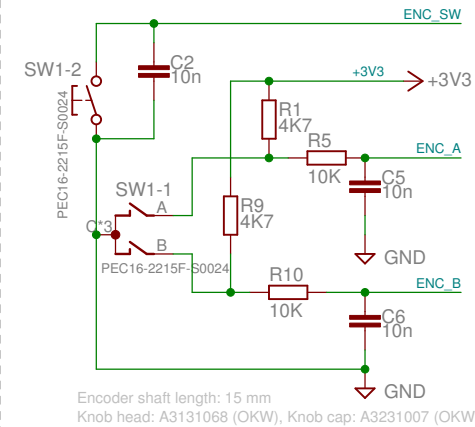 ENC_SW
C2
10n
SW1-2
PEC16-2215F-S0024
+3V3
+3V3
R1
4K7
R5
10K
ENC_A
C5
10n
SW1-1
A
R9
4K7
C*3
B
PEC16-2215F-S0024
GND
R10
10K
ENC_B
C6
10n
GND
Encoder shaft length: 15 mm
Knob head: A3131068 (OKW), Knob cap: A3231007 (OKW